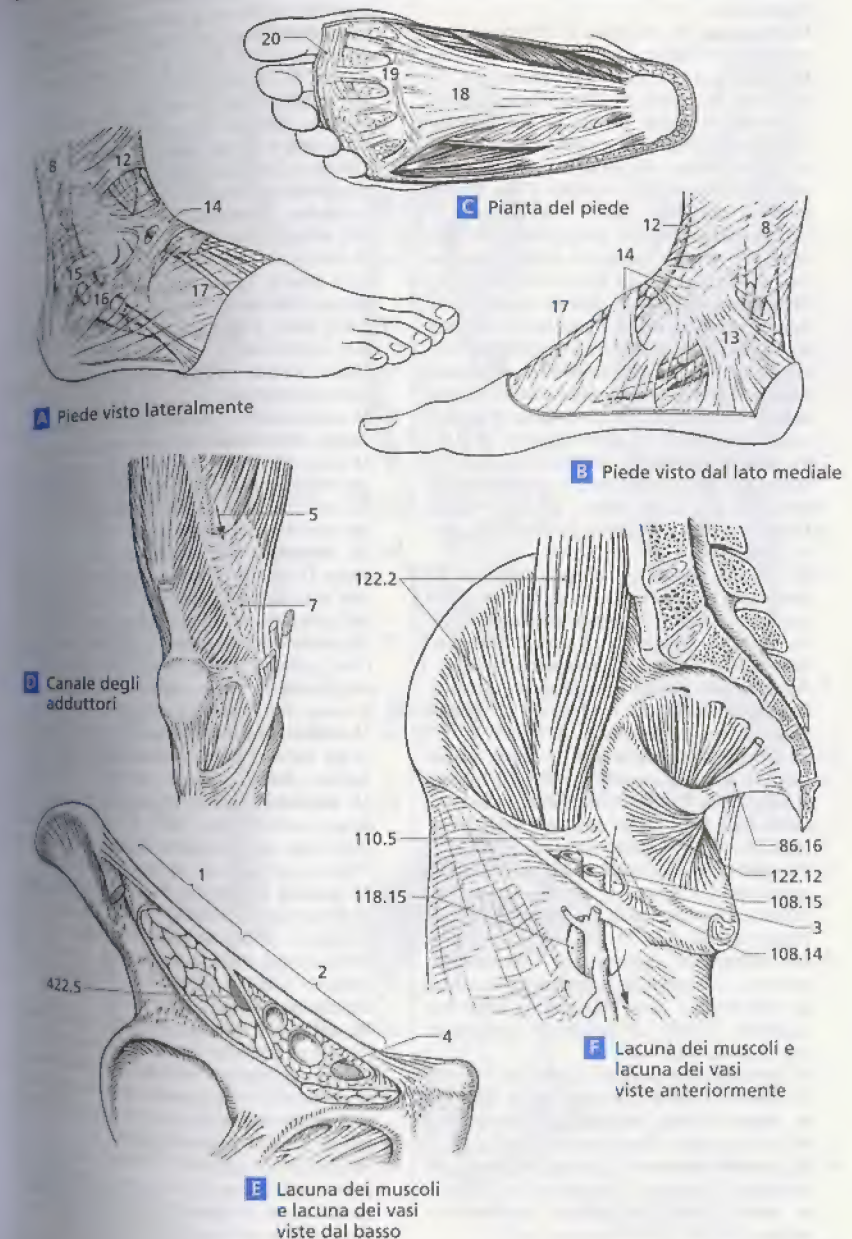 20
19
18
C Pianta del piede
8
12
14
15
16
17
A Piede visto lateralmente
12
8
14
17
13
B Piede visto dal lato mediale
5
7
D Canale degli
adduttori
122.2
110.5
118.15
86.16
122.12
108.15
3
108.14
F Lacuna dei muscoli e
lacuna dei vasi
viste anteriormente
1
2
422.5
4
E Lacuna dei muscoli
e lacuna dei vasi
viste dal basso